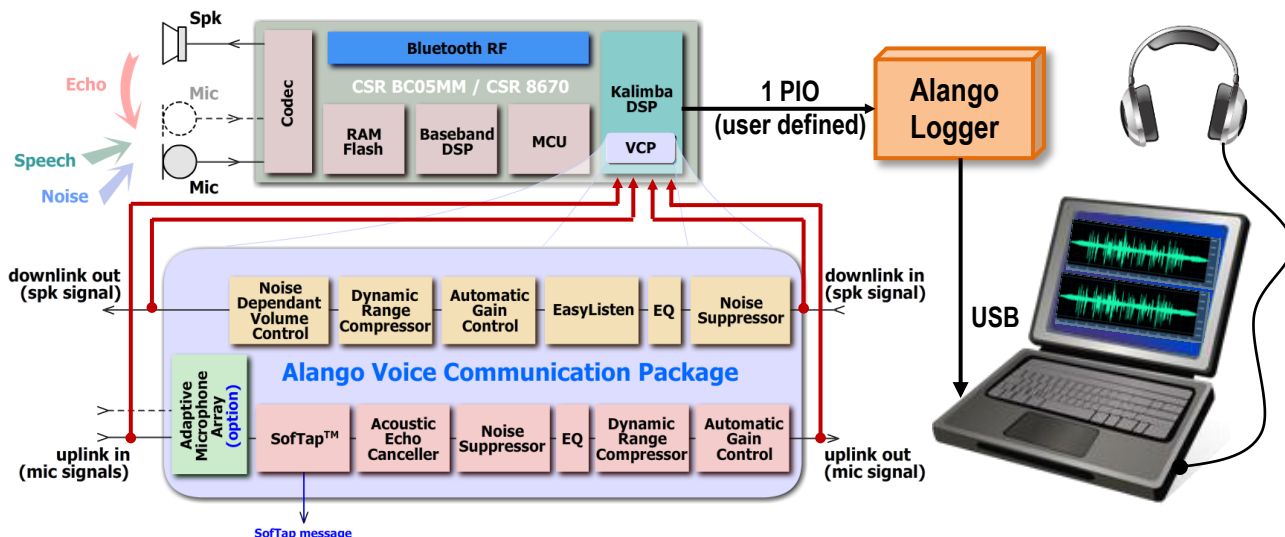 Spk
Echo
Mic
Speech
Noise
Mic
Codec
Bluetooth RF
CSR BC05MM / CSR 8670
RAM
Flash
Baseband
DSP
MCU
Kalimba
DSP
VCP
1 PIO
(user defined)
Alango
Logger
USB
downlink out
(spk signal)
downlink in
(spk signal)
Noise
Dependant
Volume
Control
Dynamic
Range
Compressor
Automatic
Gain
Control
EasyListen
EQ
Noise
Suppressor
Alango Voice Communication Package
Adaptive
Microphone
Array
(option)
uplink in
(mic signals)
SofTap™
Acoustic
Echo
Canceller
Noise
Suppressor
EQ
Dynamic
Range
Compressor
Automatic
Gain
Control
uplink out
(mic signal)
SofTap message